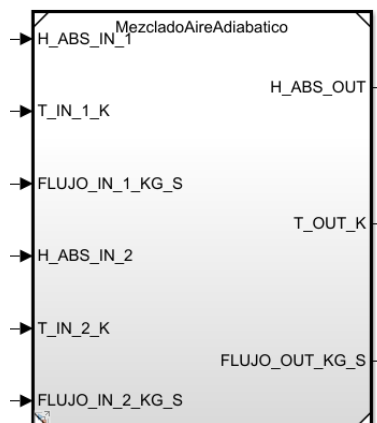 MezcladoAireAdiabatico
H_ABS_IN_1
H_ABS_OUT
T_IN_1_K
FLUJO_IN_1_KG_S
T_OUT_K
H_ABS_IN_2
T_IN_2_K
FLUJO_OUT_KG_S
FLUJO_IN_2_KG_S